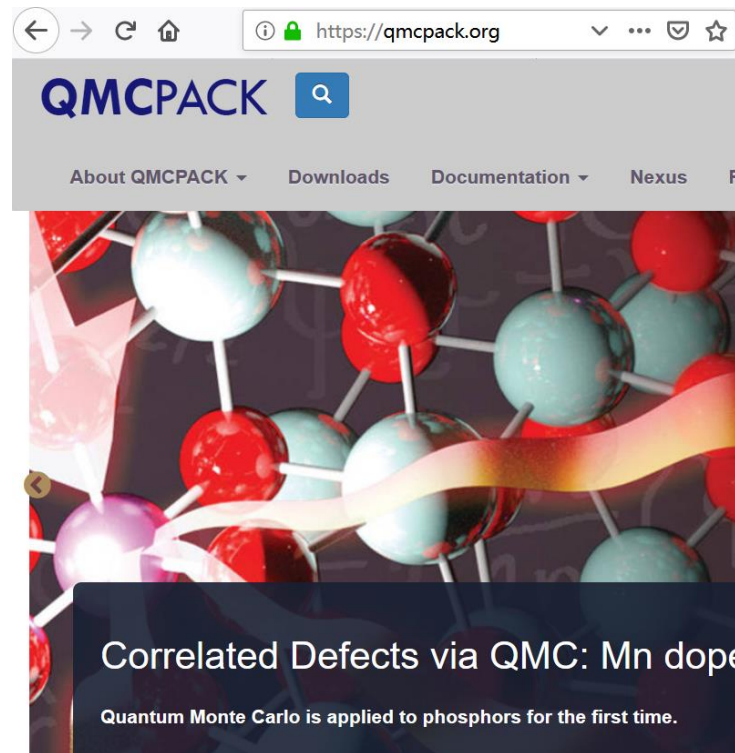 https://qmcpack.org
QMCPACK
About QMCPACK Downloads Documentation Nexus
Correlated Defects via QMC: Mn dope
Quantum Monte Carlo is applied to phosphors for the first time.